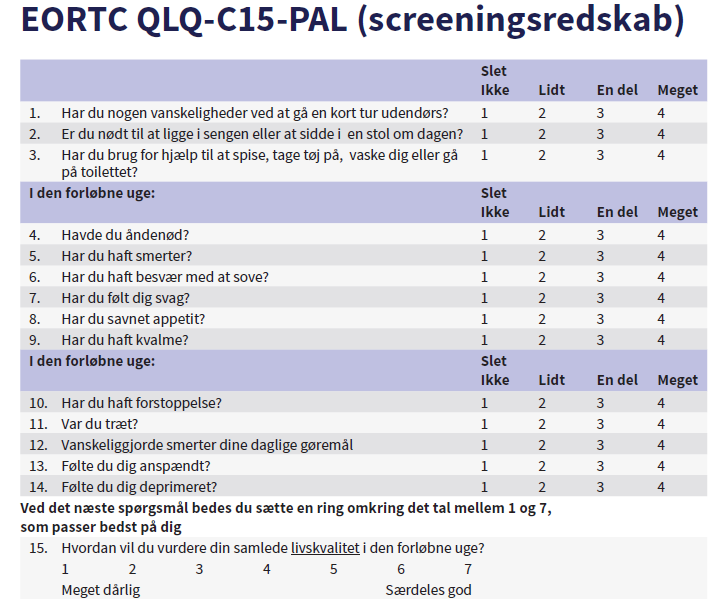 EORTC QLQ-C15-PAL (screeningsredskab)
Slet
Ikke Lidt En del Meget
1. Har du nogen vanskeligheder ved at gå en kort tur udendørs? 1 2 3 4
2. Er du nødt til at ligge i sengen eller at sidde i en stol om dagen? 1 2 3 4
3. Har du brug for hjælp til at spise, tage tøj på, vaske dig eller gå 1 2 3 4
på toilettet?
I den forløbne uge: Slet
Ikke Lidt En del Meget
4. Havde du åndenød? 1 2 3 4
5. Har du haft smerter? 1 2 3 4
6. Har du haft besvær med at sove? 1 2 3 4
7. Har du følt dig svag? 1 2 3 4
8. Har du savnet appetit? 1 2 3 4
9. Har du haft kvalme? 1 2 3 4
I den forløbne uge: Slet
Ikke Lidt En del Meget
10. Har du haft forstoppelse? 1 2 3 4
11. Var du træt? 1 2 3 4
12. Vanskeliggjorde smerter dine daglige gøremål 1 2 3 4
13. Følte du dig anspændt? 1 2 3 4
14. Følte du dig deprimeret? 1 2 3 4
Ved det næste spørgsmål bedes du sætte en ring omkring det tal mellem 1 og 7,
som passer bedst på dig
15. Hvordan vil du vurdere din samlede livskvalitet i den forløbne uge?
1 2 3 4 5 6 7
Meget dårlig Særdeles god